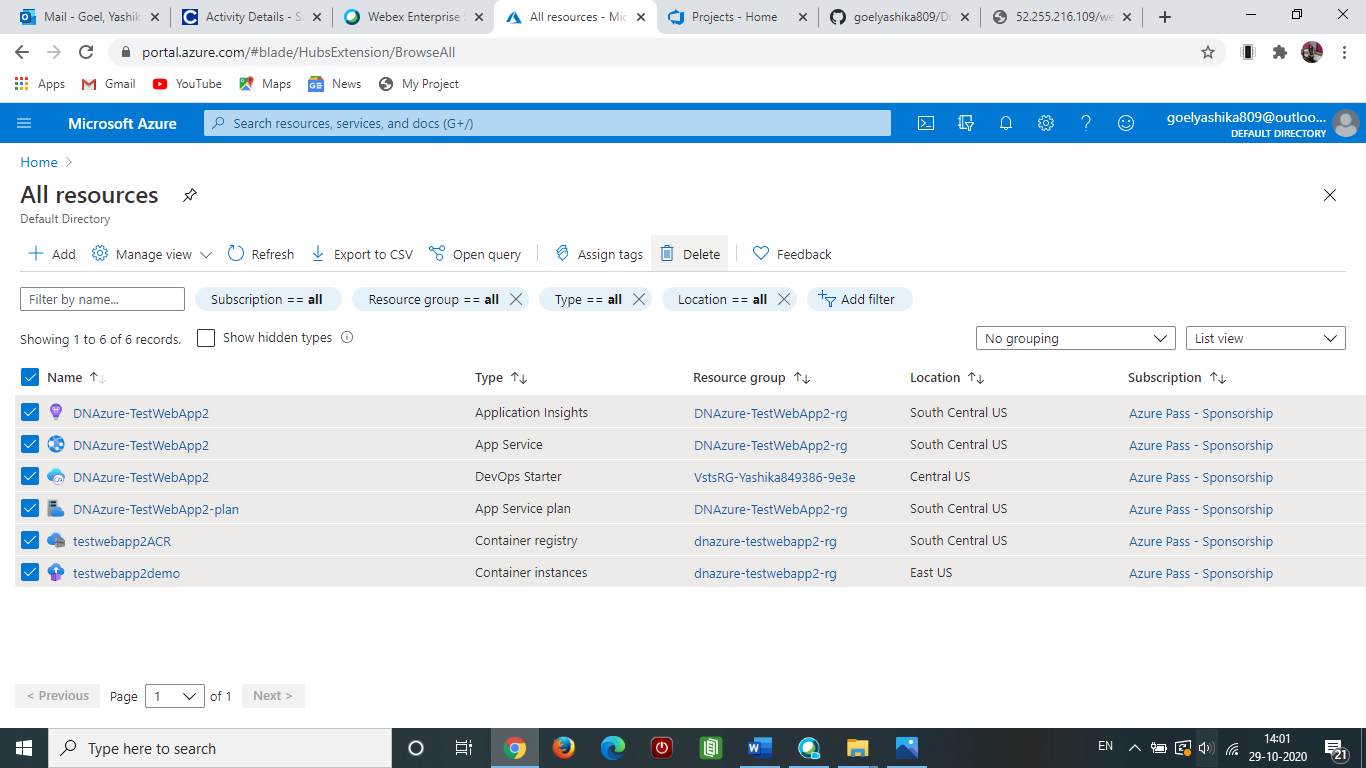 Mail - Goel, Yashik
Activity Details - S
Webex Enterprise
All resources - Mic
Projects - Home
goelyashika809/D
52.255.216.109/we
portal.azure.com/#blade/HubsExtension/BrowseAll
Apps Gmail YouTube Maps News My Project
Microsoft Azure
Search resources, services, and docs (G+/)
goelyashika809@outloo...
DEFAULT DIRECTORY
Home
All resources
Default Directory
Add Manage view Refresh Export to CSV Open query Assign tags Delete Feedback
Filter by name... Subscription == all Resource group == all Type == all Location == all Add filter
Showing 1 to 6 of 6 records. Show hidden types No grouping List view
Name Type Resource group Location Subscription
DNAzure-TestWebApp2 Application Insights DNAzure-TestWebApp2-rg South Central US Azure Pass - Sponsorship
DNAzure-TestWebApp2 App Service DNAzure-TestWebApp2-rg South Central US Azure Pass - Sponsorship
DNAzure-TestWebApp2 DevOps Starter VstsRG-Yashika849386-9e3e Central US Azure Pass - Sponsorship
DNAzure-TestWebApp2-plan App Service plan DNAzure-TestWebApp2-rg South Central US Azure Pass - Sponsorship
testwebapp2ACR Container registry dnazure-testwebapp2-rg South Central US Azure Pass - Sponsorship
testwebapp2demo Container instances dnazure-testwebapp2-rg East US Azure Pass - Sponsorship
< Previous Page 1 of 1 Next >
Type here to search
EN
14:01
29-10-2020
21